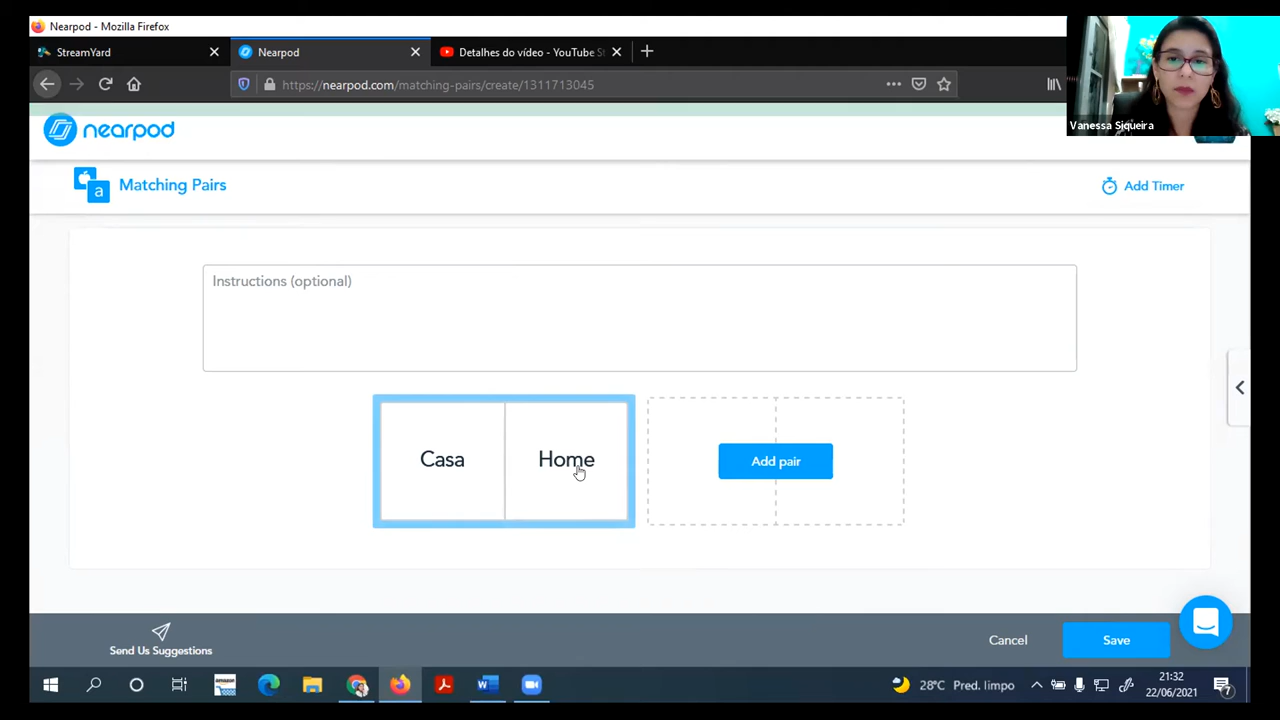 Nearpod - Mozilla Firefox
StreamYard
Nearpod
Detalhes do vídeo - YouTube St
https://nearpod.com/matching-pairs/create/1311713045
Vanessa Siqueira
nearpod
a
Matching Pairs
Add Timer
Instructions (optional)
Casa
Home
Add pair
Send Us Suggestions
Cancel
Save
amazon
28°C Pred. limpo
21:32
22/06/2021
7